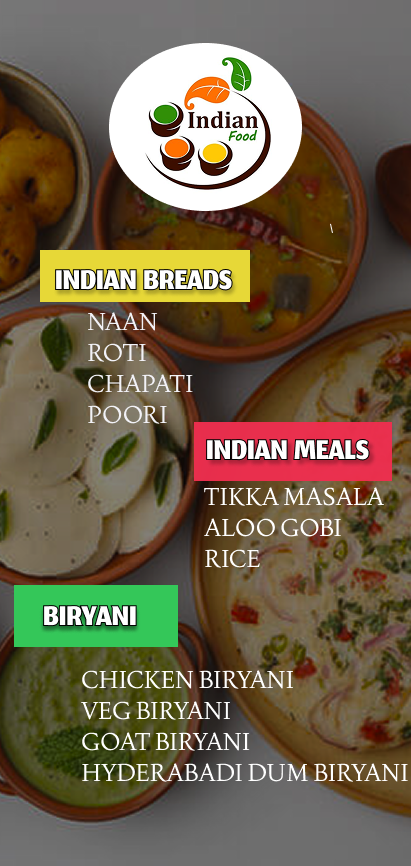 Indian
Food
\
INDIAN BREADS
NAAN
ROTI
CHAPATI
POORI
INDIAN MEALS
TIKKA MASALA
ALOO GOBI
RICE
BIRYANI
CHICKEN BIRYANI
VEG BIRYANI
GOAT BIRYANI
HYDERABADI DUM BIRYANI